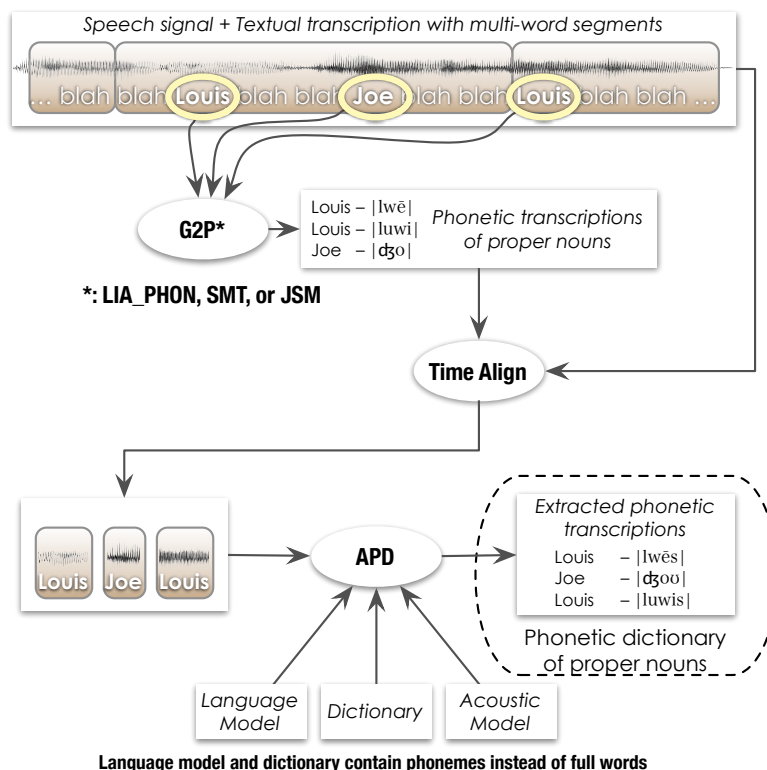 Speech signal + Textual transcription with multi-word segments
... blah blah Louis blah blah Joe blah blah Louis blah blah ...
G2P*
Louis – |lwē|
Louis – |luwi|
Joe – |ʤo|
Phonetic transcriptions
of proper nouns
*: LIA_PHON, SMT, or JSM
Time Align
Louis Joe Louis
APD
Extracted phonetic
transcriptions
Louis – |lwēs|
Joe – |ʤoʊ|
Louis – |luwis|
Phonetic dictionary
of proper nouns
Language
Model
Dictionary
Acoustic
Model
Language model and dictionary contain phonemes instead of full words